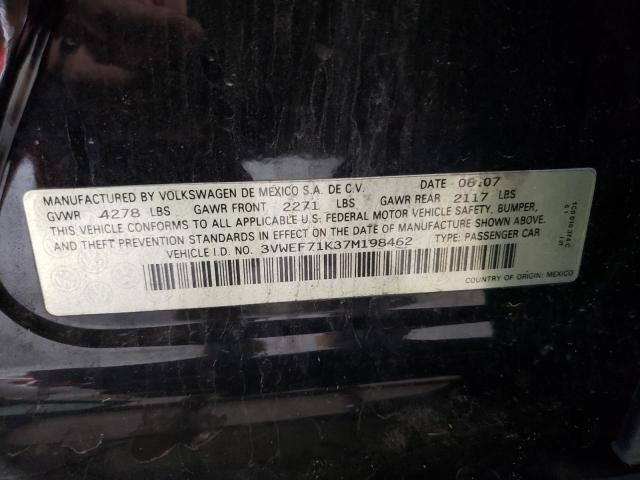 MANUFACTURED BY VOLKSWAGEN DE MEXICO S.A. DE C.V. DATE 06.07
GVWR 4278 LBS GAWR FRONT 2271 LBS GAWR REAR 2117 LBS
THIS VEHICLE CONFORMS TO ALL APPLICABLE U.S. FEDERAL MOTOR VEHICLE SAFETY, BUMPER,
AND THEFT PREVENTION STANDARDS IN EFFECT ON THE DATE OF MANUFACTURE SHOWN ABOVE.
VEHICLE I.D. NO. 3VWEF71K37M198462 TYPE: PASSENGER CAR
COUNTRY OF ORIGIN: MEXICO